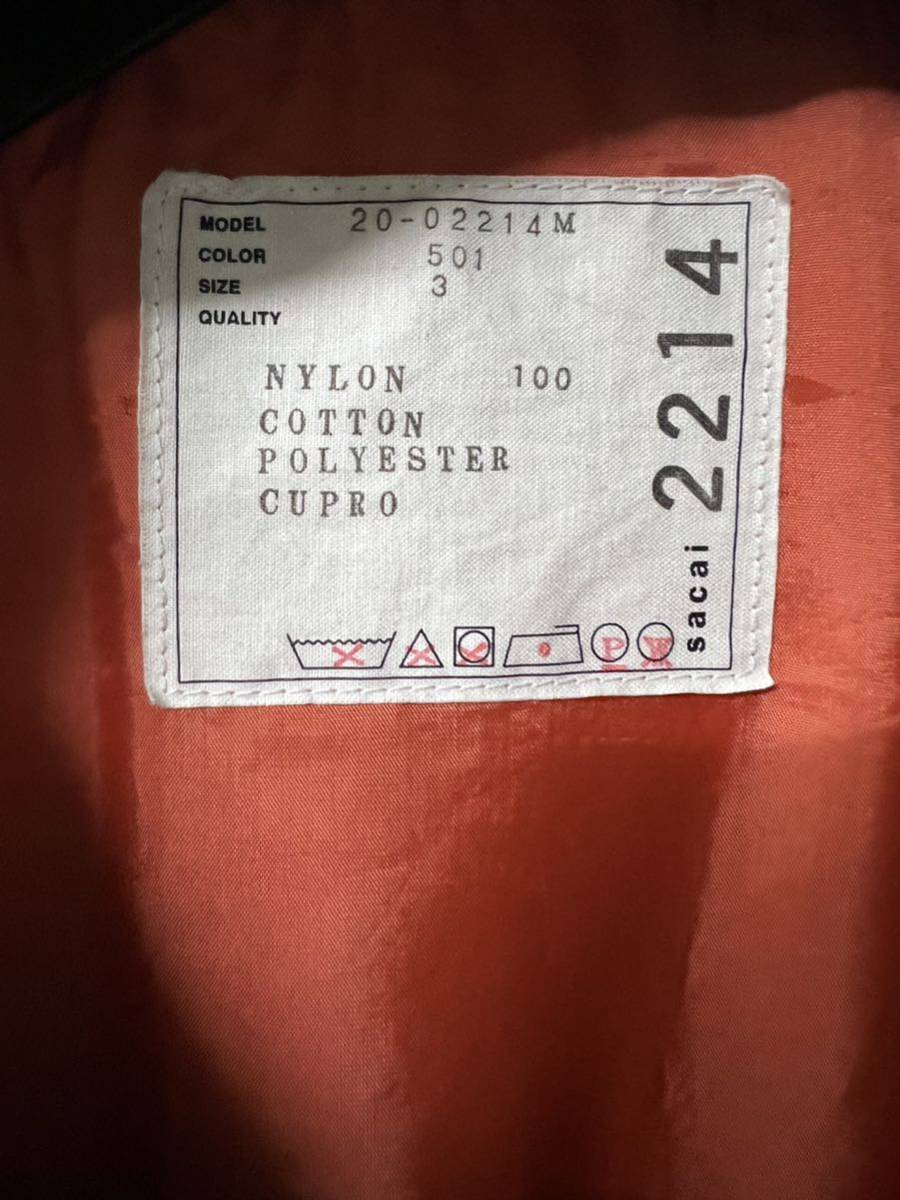 MODEL 20-02214M
COLOR 501
SIZE 3
QUALITY
NYLON 100
COTTON
POLYESTER
CUPRO
P
W
sacai 2214